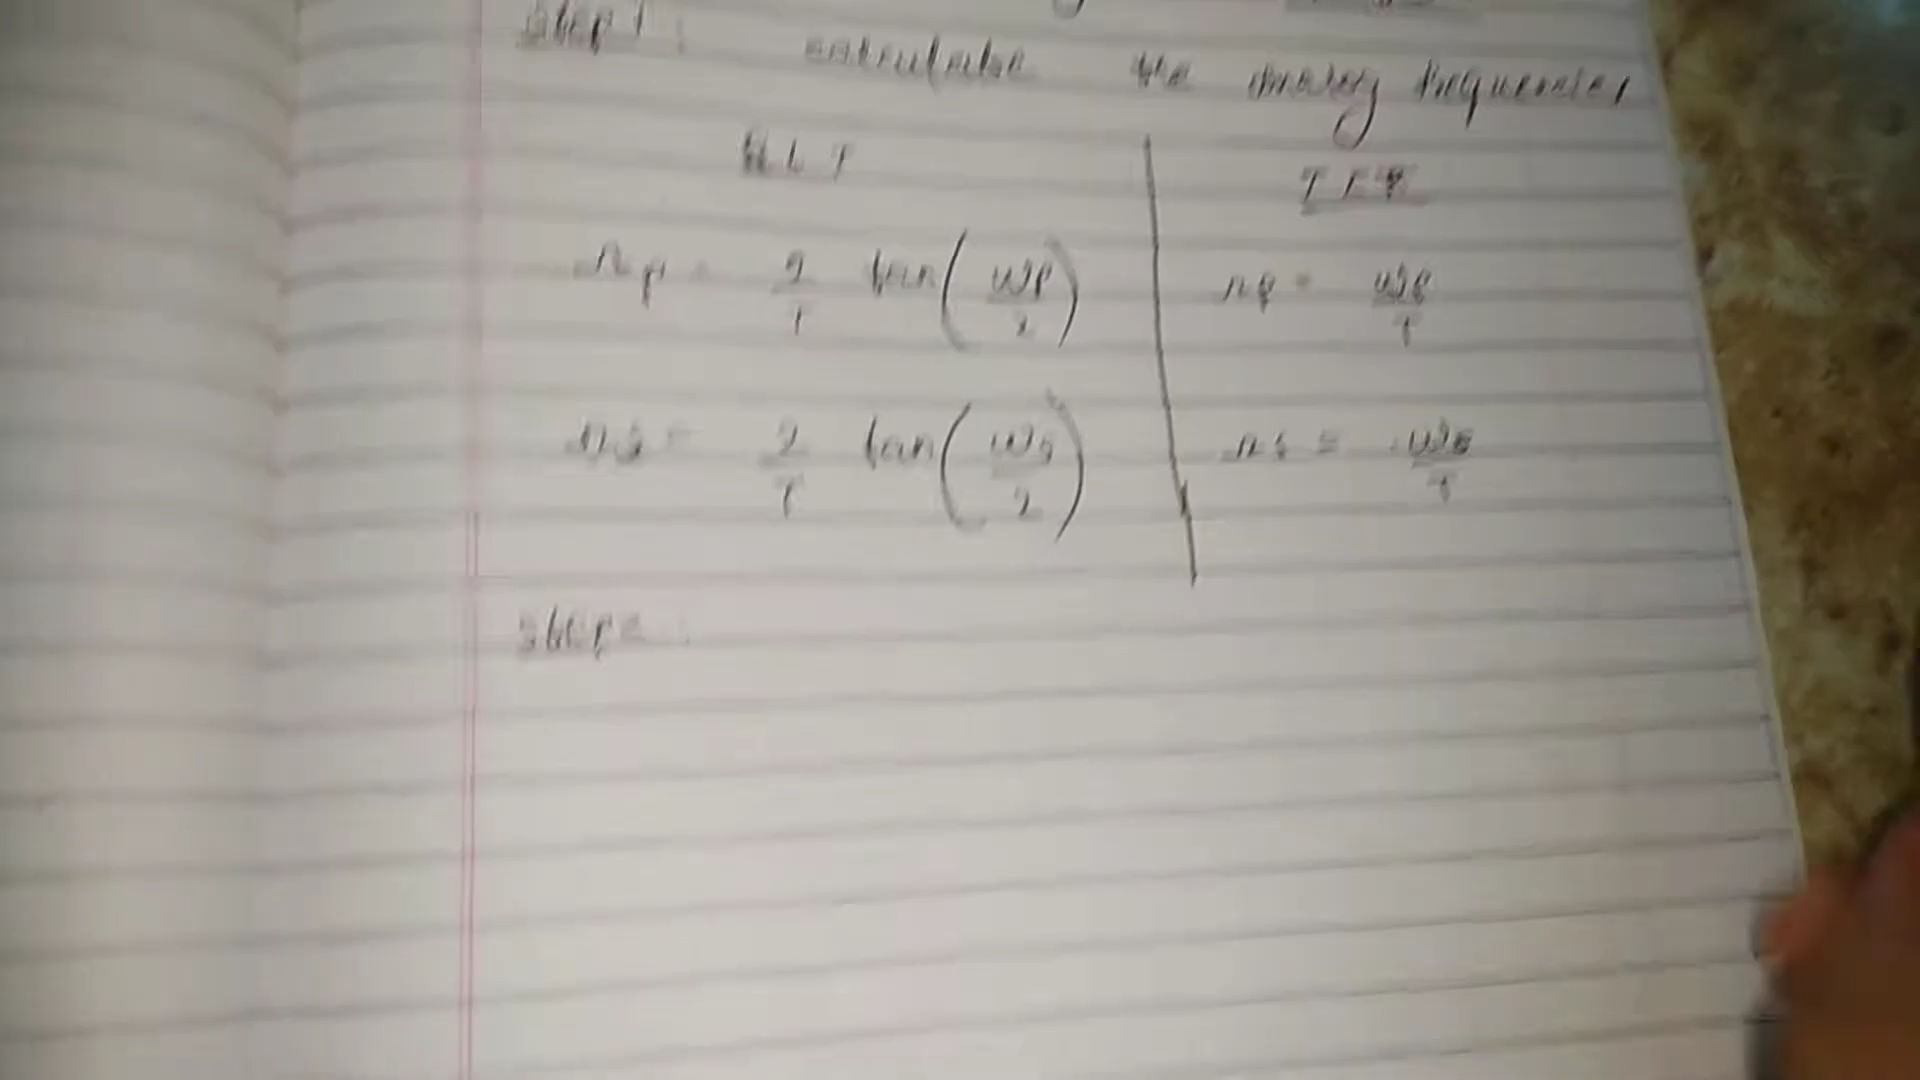 Step 1: calculate the analog frequencies
BLT
IIT
Ωp = 2/T tan(ωp/2)
Ωp = ωp/T
Ωs = 2/T tan(ωs/2)
Ωs = ωs/T
Step 2: